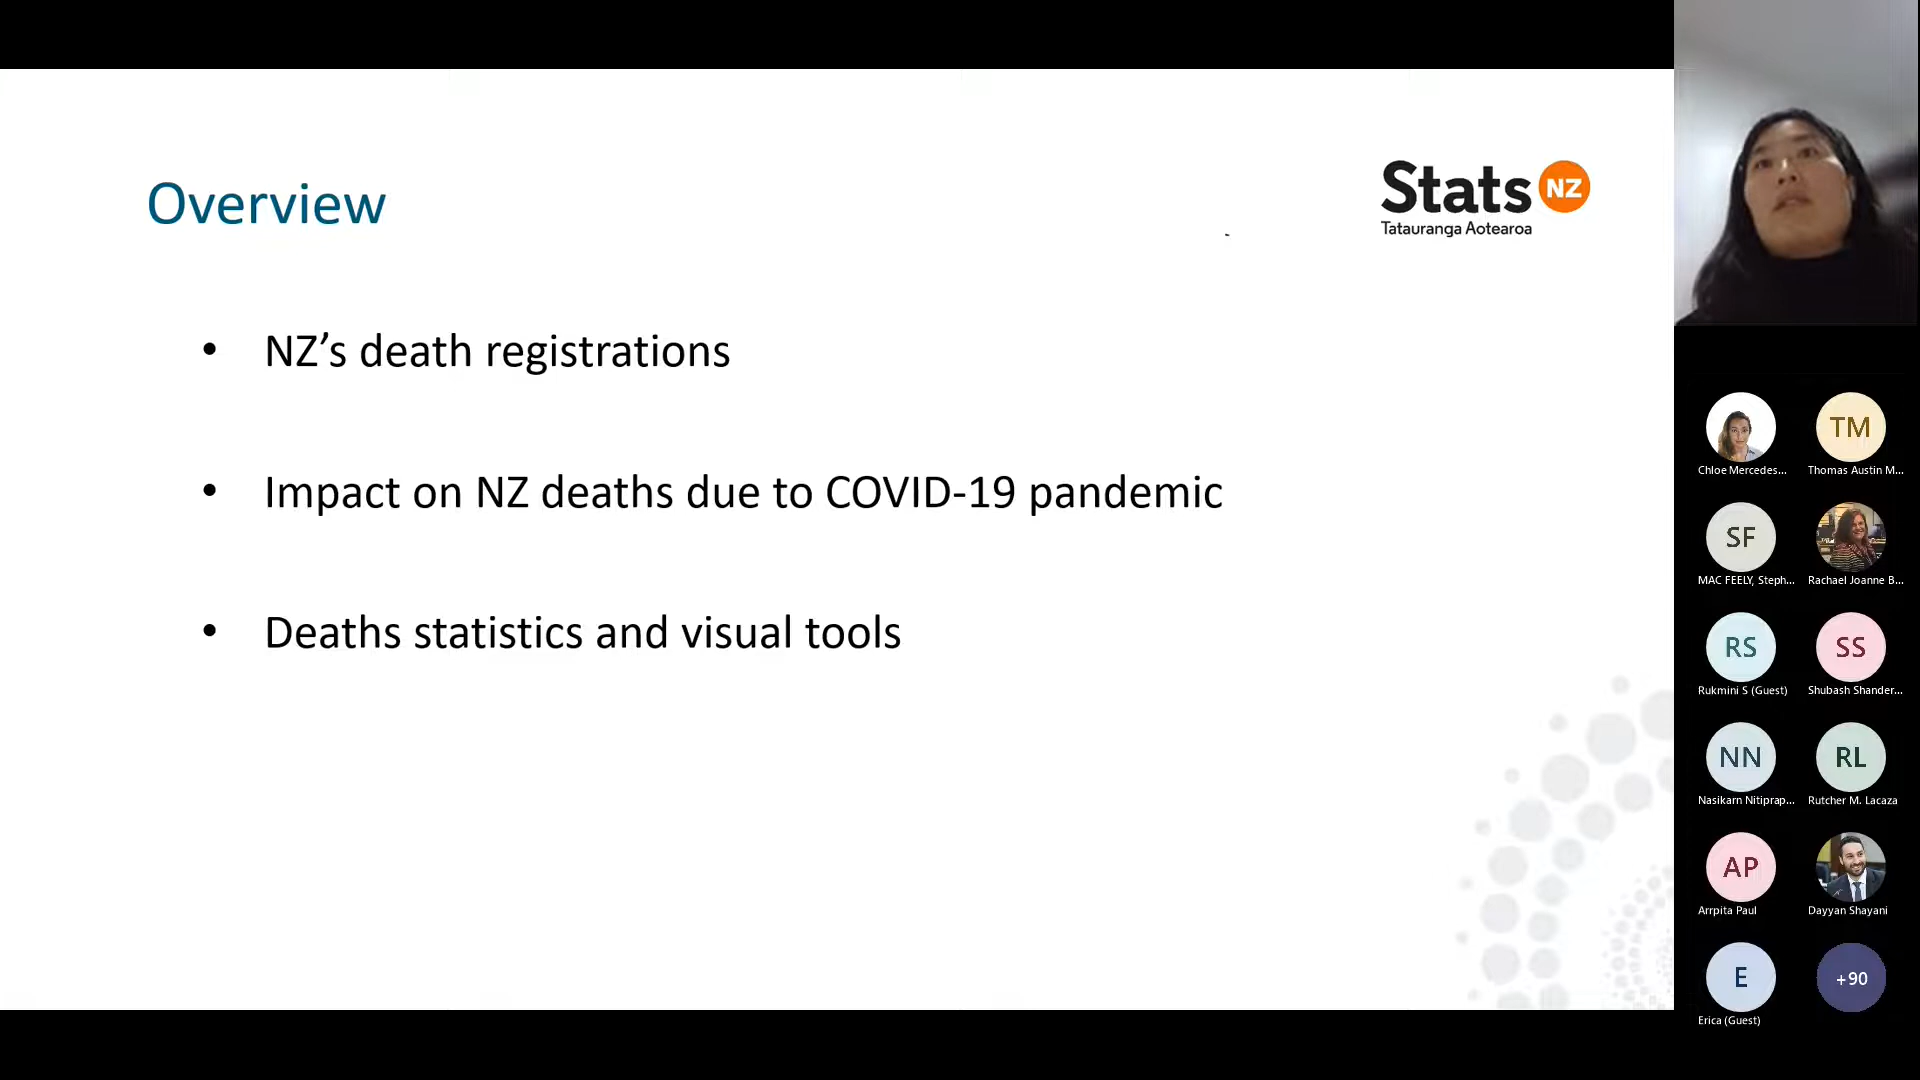 Overview
Stats NZ
Tatauranga Aotearoa
• NZ’s death registrations
• Impact on NZ deaths due to COVID-19 pandemic
• Deaths statistics and visual tools
Chloe Mercedes...
TM
Thomas Austin M...
SF
MAC FEELY, Steph...
Rachael Joanne B...
RS
Rukmini S (Guest)
SS
Shubash Shander...
NN
Nasikarn Nitiprap...
RL
Rutcher M. Lacaza
AP
Arrpita Paul
Dayyan Shayani
E
Erica (Guest)
+90